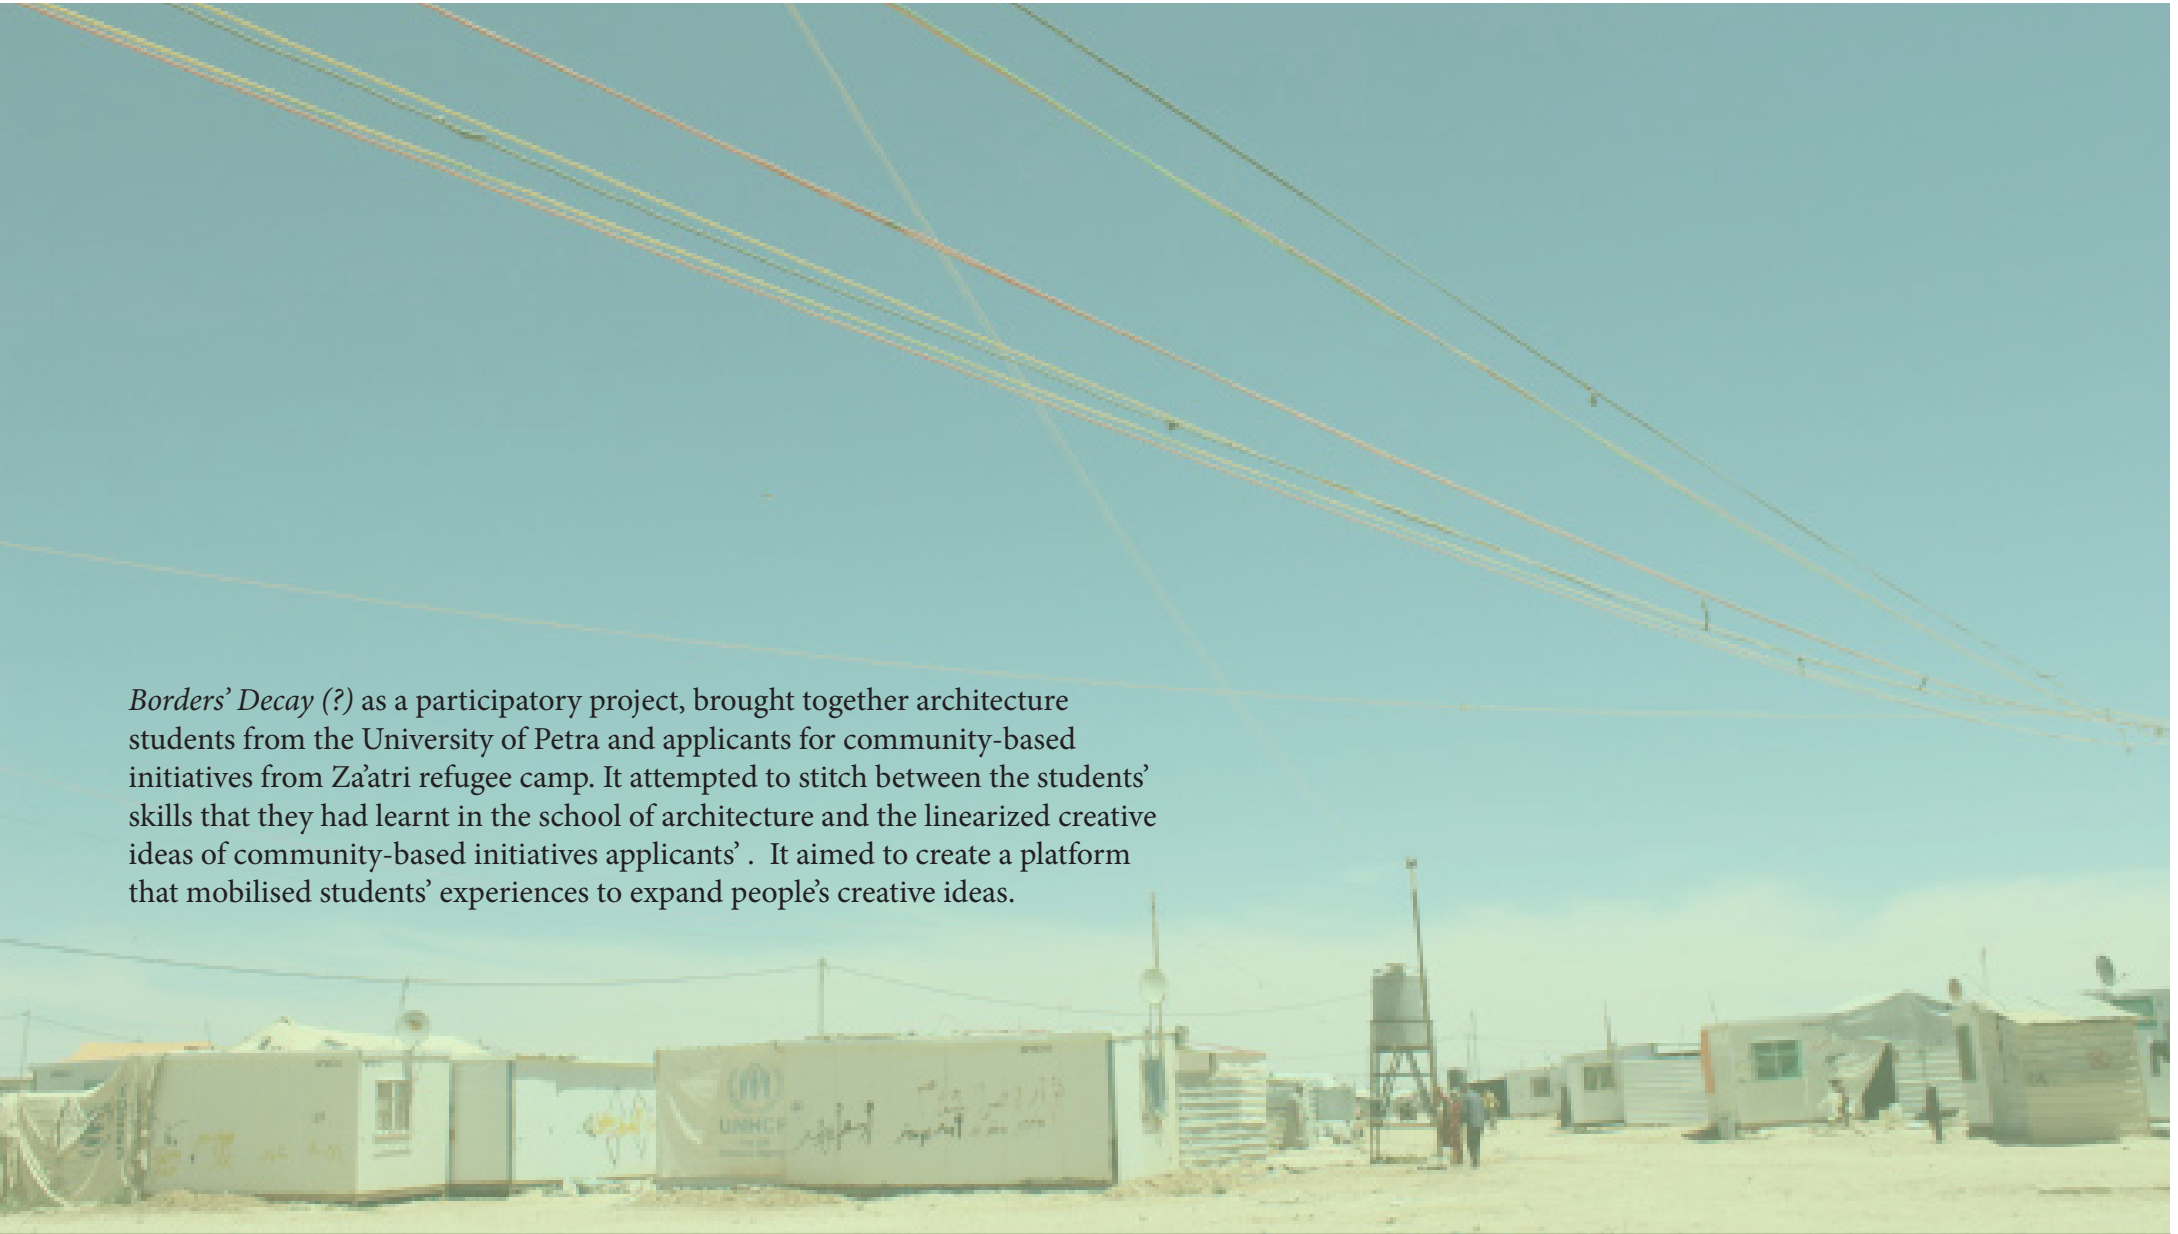 Borders’ Decay (?) as a participatory project, brought together architecture
students from the University of Petra and applicants for community-based
initiatives from Za’atri refugee camp. It attempted to stitch between the students’
skills that they had learnt in the school of architecture and the linearized creative
ideas of community-based initiatives applicants’ .  It aimed to create a platform
that mobilised students’ experiences to expand people’s creative ideas.
UNHCR